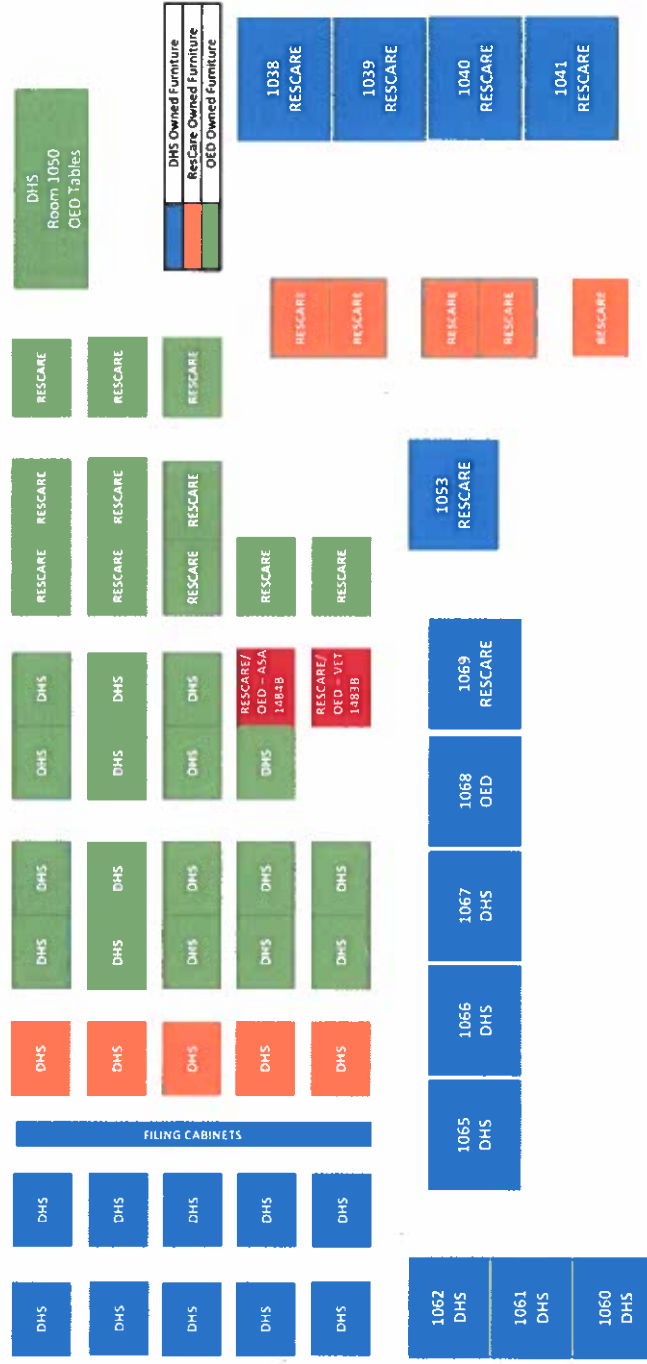 DHS
DHS
FILING CABINETS
DHS
DHS
DHS
DHS
DHS
RESCARE
RESCARE
RESCARE
DHS
Room 1050
OED Tables
DHS
DHS
DHS
DHS
DHS
DHS
DHS
RESCARE
RESCARE
RESCARE
DHS
DHS
DHS
DHS
DHS
DHS
DHS
RESCARE
RESCARE
RESCARE
DHS Owned Furniture
ResCare Owned Furniture
OED Owned Furniture
DHS
DHS
DHS
DHS
DHS
DHS
RESCARE/
OED – ASA
1484B
RESCARE
DHS
DHS
DHS
DHS
DHS
RESCARE/
OED – VET
1483B
RESCARE
1038
RESCARE
1039
RESCARE
1040
RESCARE
1041
RESCARE
RESCARE
RESCARE
RESCARE
RESCARE
RESCARE
1053
RESCARE
1065
DHS
1066
DHS
1067
DHS
1068
OED
1069
RESCARE
1062
DHS
1061
DHS
1060
DHS